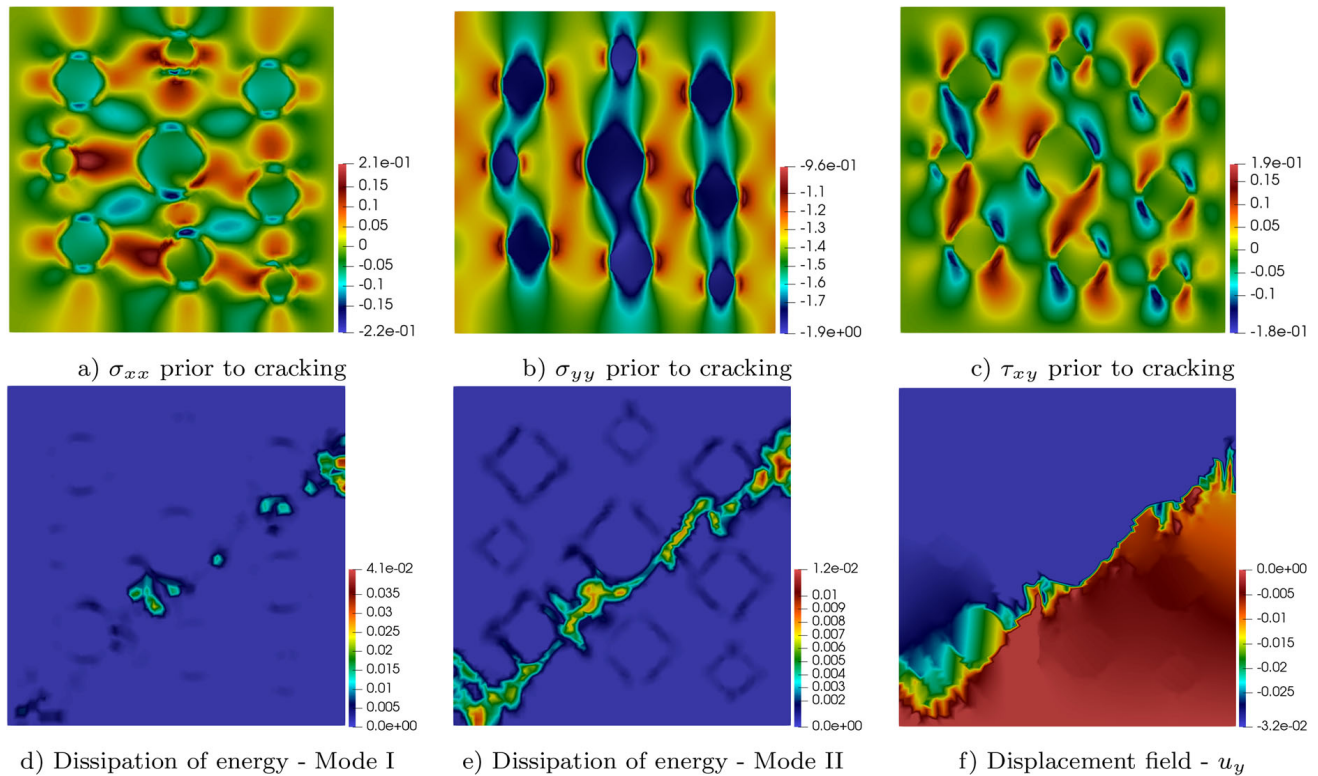 2.1e-01
0.15
0.1
0.05
0
-0.05
-0.1
-0.15
-2.2e-01
-9.6e-01
-1.1
-1.2
-1.3
-1.4
-1.5
-1.6
-1.7
-1.9e+00
1.9e-01
0.15
0.1
0.05
0
-0.05
-0.1
-1.8e-01
a) σxx prior to cracking
b) σyy prior to cracking
c) τxy prior to cracking
4.1e-02
0.035
0.03
0.025
0.02
0.015
0.01
0.0e+00
1.2e-02
0.01
0.009
0.008
0.007
0.006
0.005
0.004
0.003
0.002
0.0e+00
0.0e+00
-0.005
-0.01
-0.015
-0.02
-0.025
-3.2e-02
d) Dissipation of energy - Mode I
e) Dissipation of energy - Mode II
f) Displacement field - uy